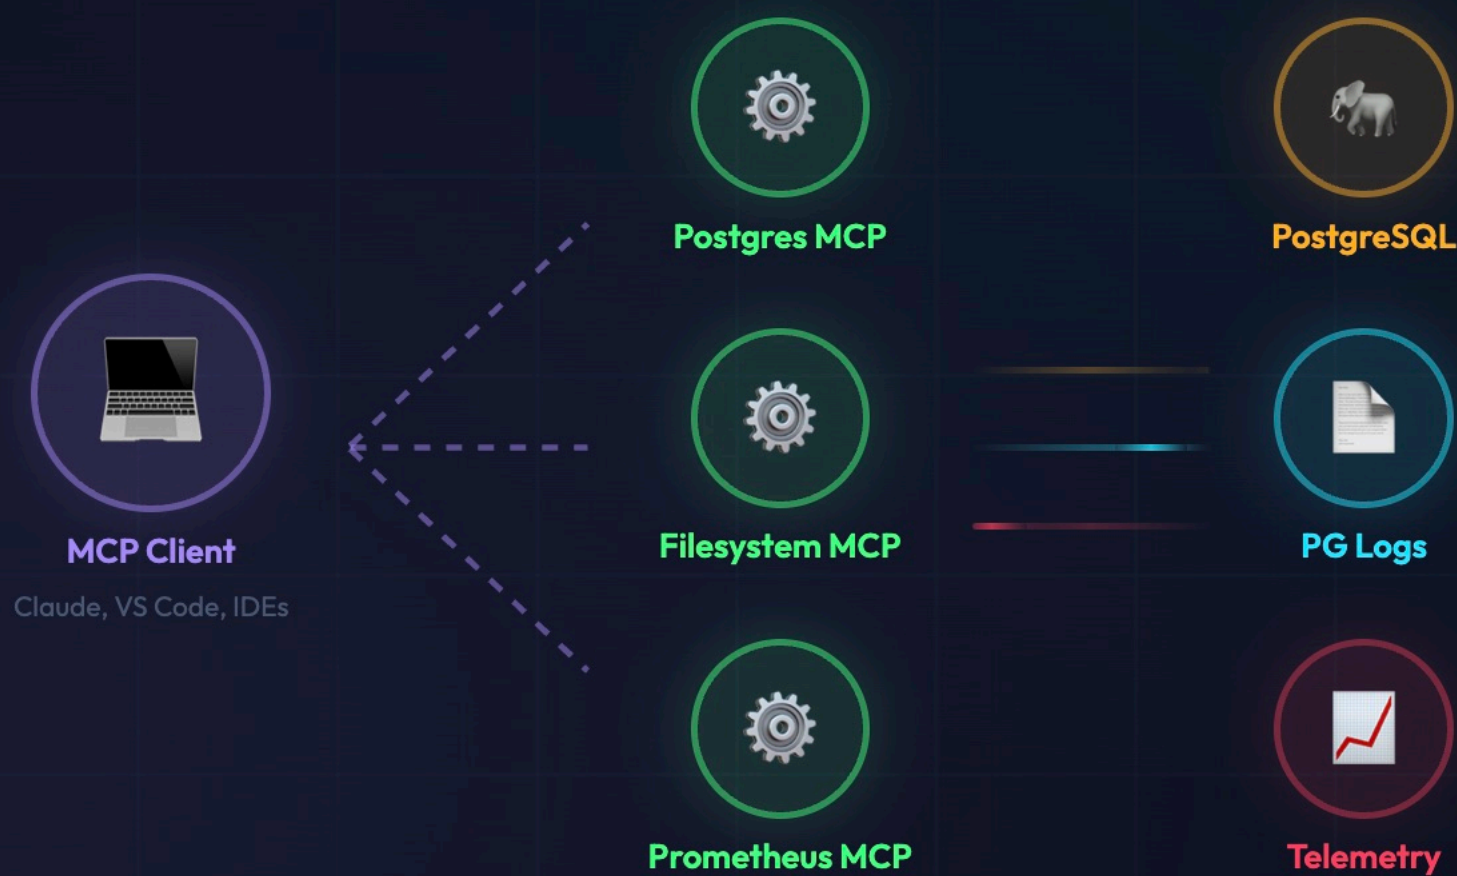 Postgres MCP
PostgreSQL
MCP Client
Claude, VS Code, IDEs
Filesystem MCP
PG Logs
Prometheus MCP
Telemetry